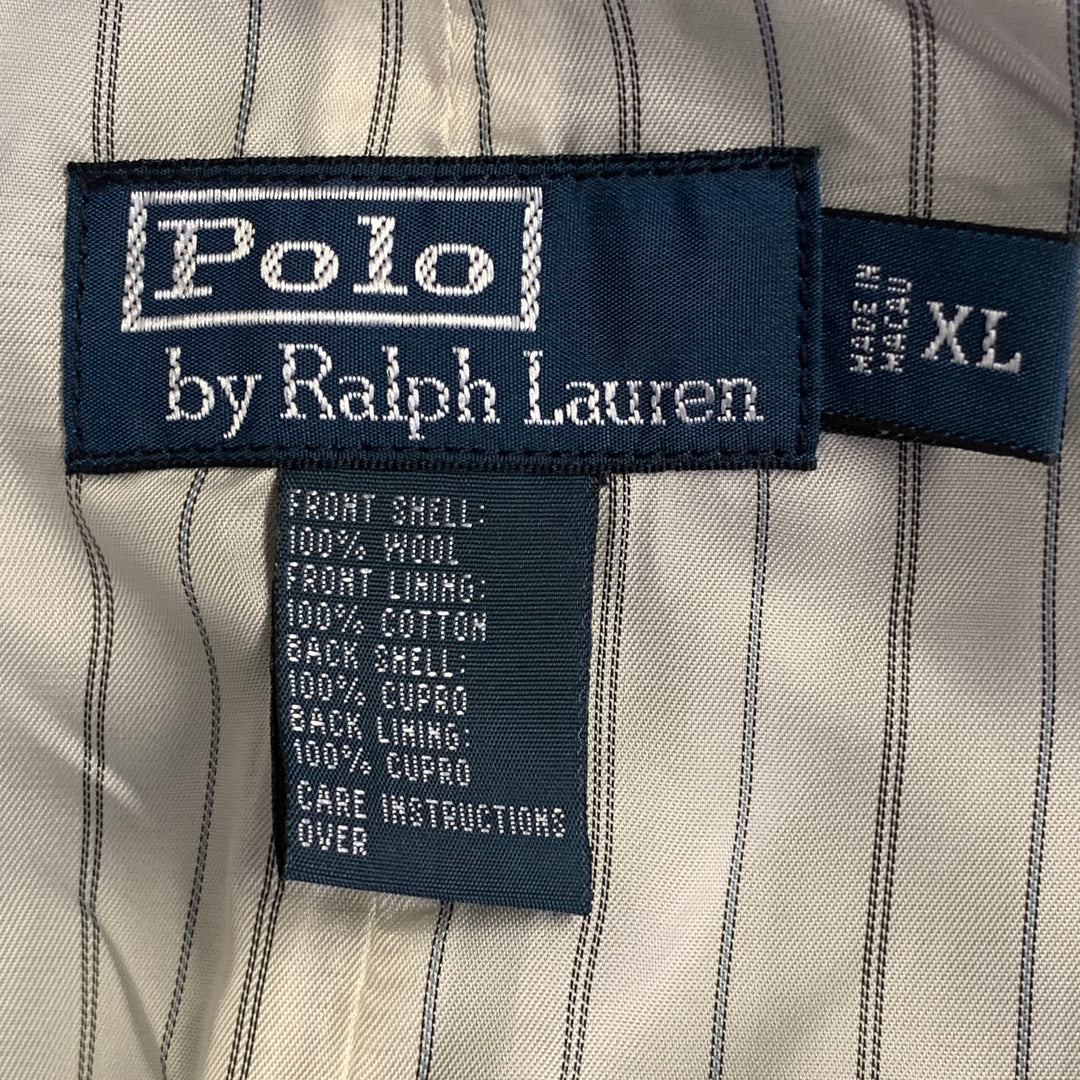 Polo
by Ralph Lauren
MADE IN
MACAU
XL
FRONT SHELL:
100% WOOL
FRONT LINING:
100% COTTON
BACK SHELL:
100% CUPRO
BACK LINING:
100% CUPRO
CARE INSTRUCTIONS
OVER